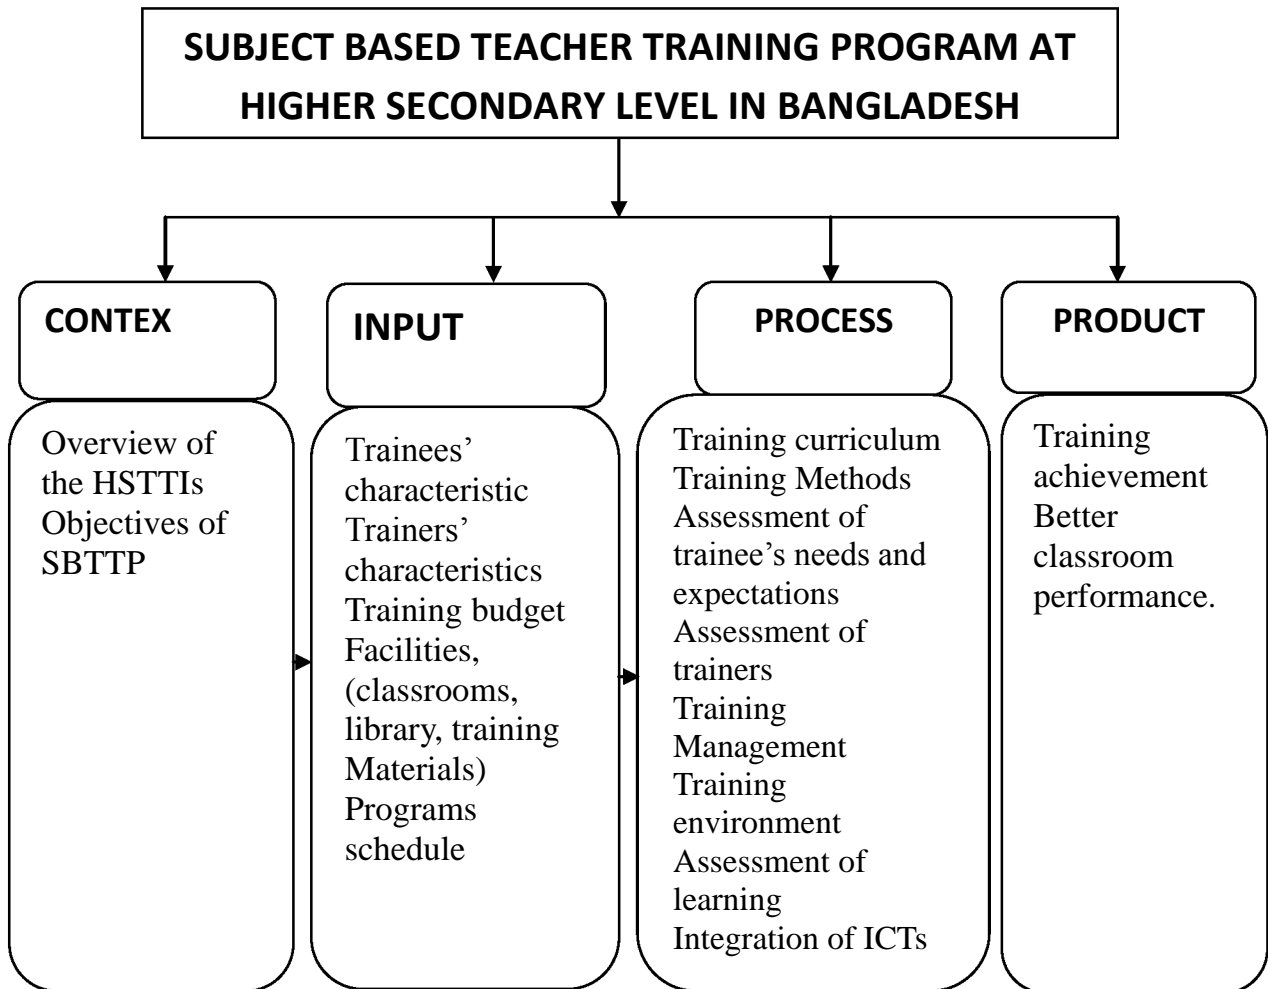 SUBJECT BASED TEACHER TRAINING PROGRAM AT
HIGHER SECONDARY LEVEL IN BANGLADESH
CONTEX
Overview of
the HSTTIs
Objectives of
SBTTP
INPUT
Trainees’
characteristic
Trainers’
characteristics
Training budget
Facilities,
(classrooms,
library, training
Materials)
Programs
schedule
PROCESS
Training curriculum
Training Methods
Assessment of
trainee’s needs and
expectations
Assessment of
trainers
Training
Management
Training
environment
Assessment of
learning
Integration of ICTs
PRODUCT
Training
achievement
Better
classroom
performance.